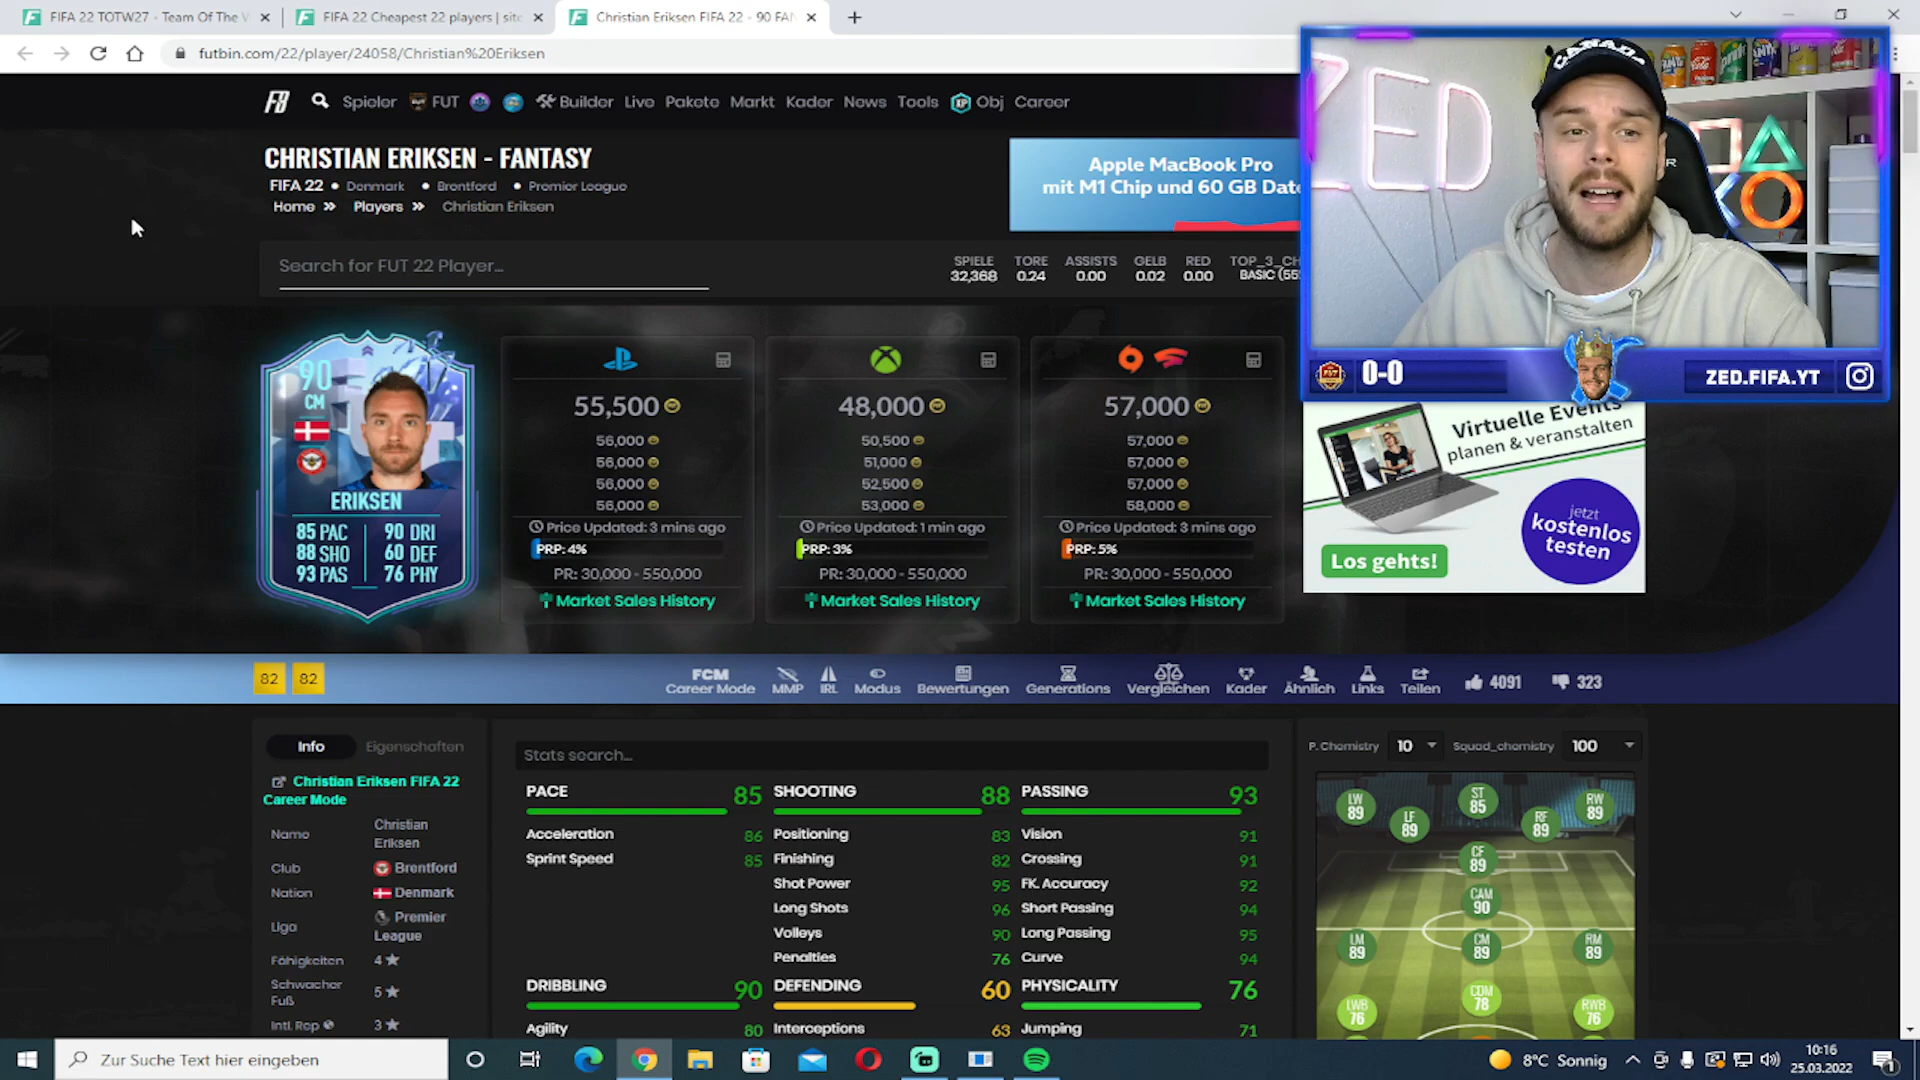 FIFA 22 TOTW27 - Team Of The W
FIFA 22 Cheapest 22 players | site
Christian Eriksen FIFA 22 - 90 FAN
futbin.com/22/player/24058/Christian%20Eriksen
Spieler FUT Builder Live Pakete Markt Kader News Tools Obj Career
CHRISTIAN ERIKSEN - FANTASY
FIFA 22 • Denmark • Brentford • Premier League
Home » Players » Christian Eriksen
Apple MacBook Pro
mit M1 Chip und 60 GB Date
Search for FUT 22 Player...
SPIELE TORE ASSISTS GELB RED TOP_3_CH
32,368 0.24 0.00 0.02 0.00 BASIC (55
CANADA
ZED
0-0
ZED.FIFA.YT
90
CM
ERIKSEN
85 PAC 90 DRI
88 SHO 60 DEF
93 PAS 76 PHY
55,500
56,000
56,000
56,000
56,000
Price Updated: 3 mins ago
PRP: 4%
PR: 30,000 - 550,000
Market Sales History
48,000
50,500
51,000
52,500
53,000
Price Updated: 1 min ago
PRP: 3%
PR: 30,000 - 550,000
Market Sales History
57,000
57,000
57,000
57,000
58,000
Price Updated: 3 mins ago
PRP: 5%
PR: 30,000 - 550,000
Market Sales History
Virtuelle Events
planen & veranstalten
jetzt
kostenlos
testen
Los gehts!
82 82
FCM
Career Mode MMP IRL Modus Bewertungen Generations Vergleichen Kader Ähnlich Links Teilen 4091 323
Info Eigenschaften
Christian Eriksen FIFA 22
Career Mode
Name Christian
Eriksen
Club Brentford
Nation Denmark
Liga Premier
League
Fähigkeiten 4★
Schwacher
Fuß 5★
Intl. Rep 3★
Stats search...
PACE 85
Acceleration 86
Sprint Speed 85
SHOOTING 88
Positioning 83
Finishing 82
Shot Power 95
Long Shots 96
Volleys 90
Penalties 76
PASSING 93
Vision 91
Crossing 91
FK. Accuracy 92
Short Passing 94
Long Passing 95
Curve 94
DRIBBLING 90
Agility 80
DEFENDING 60
Interceptions 63
PHYSICALITY 76
Jumping 71
P. Chemistry 10 Squad_chemistry 100
LW
89
ST
85
RW
89
LF
89
RF
89
CF
89
CAM
90
LM
89
CM
89
RM
89
LWB
76
CDM
78
RWB
76
Zur Suche Text hier eingeben
8°C Sonnig
10:16
25.03.2022